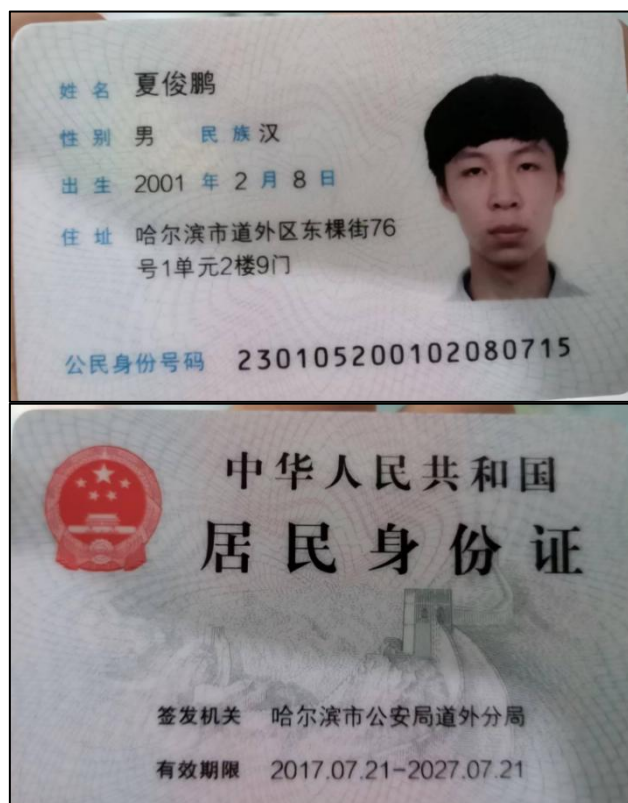 姓名 夏俊鹏
性别 男 民族 汉
出生 2001 年 2 月 8 日
住址 哈尔滨市道外区东棵街76
号1单元2楼9门
公民身份号码 230105200102080715
中华人民共和国
居民身份证
签发机关 哈尔滨市公安局道外分局
有效期限 2017.07.21-2027.07.21